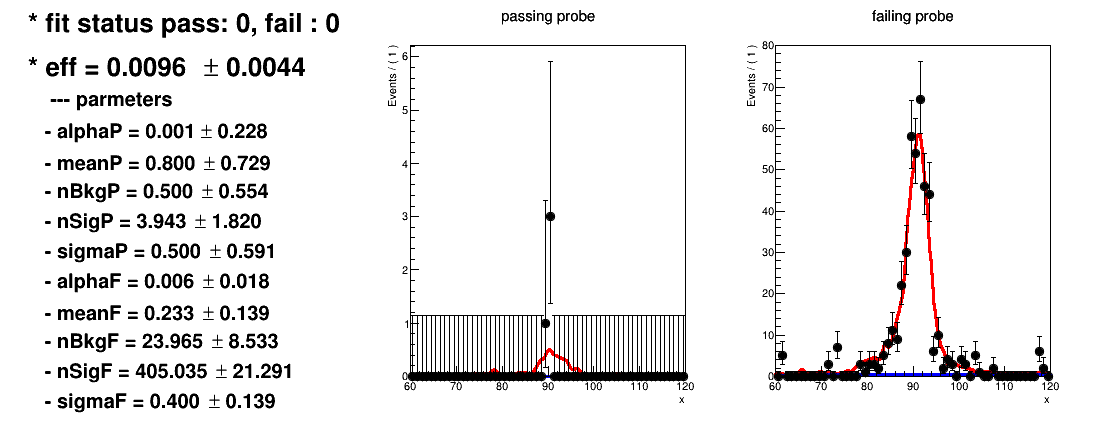 * fit status pass: 0, fail : 0
* eff = 0.0096 ± 0.0044
--- parmeters
- alphaP = 0.001 ± 0.228
- meanP = 0.800 ± 0.729
- nBkgP = 0.500 ± 0.554
- nSigP = 3.943 ± 1.820
- sigmaP = 0.500 ± 0.591
- alphaF = 0.006 ± 0.018
- meanF = 0.233 ± 0.139
- nBkgF = 23.965 ± 8.533
- nSigF = 405.035 ± 21.291
- sigmaF = 0.400 ± 0.139
passing probe
Events / ( 1 )
6
5
4
3
2
1
0
60 70 80 90 100 110 120
x
failing probe
Events / ( 1 )
80
70
60
50
40
30
20
10
0
60 70 80 90 100 110 120
x